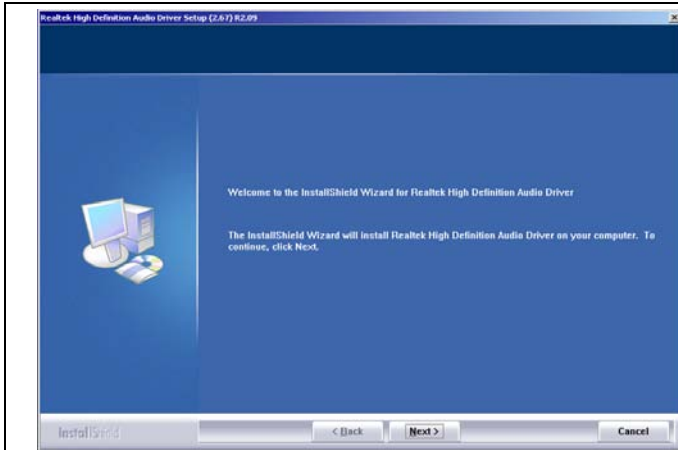 Realtek High Definition Audio Driver Setup (2.67) R2.09
Welcome to the InstallShield Wizard for Realtek High Definition Audio Driver
The InstallShield Wizard will install Realtek High Definition Audio Driver on your computer. To
continue, click Next.
InstallShield
< Back
Next >
Cancel